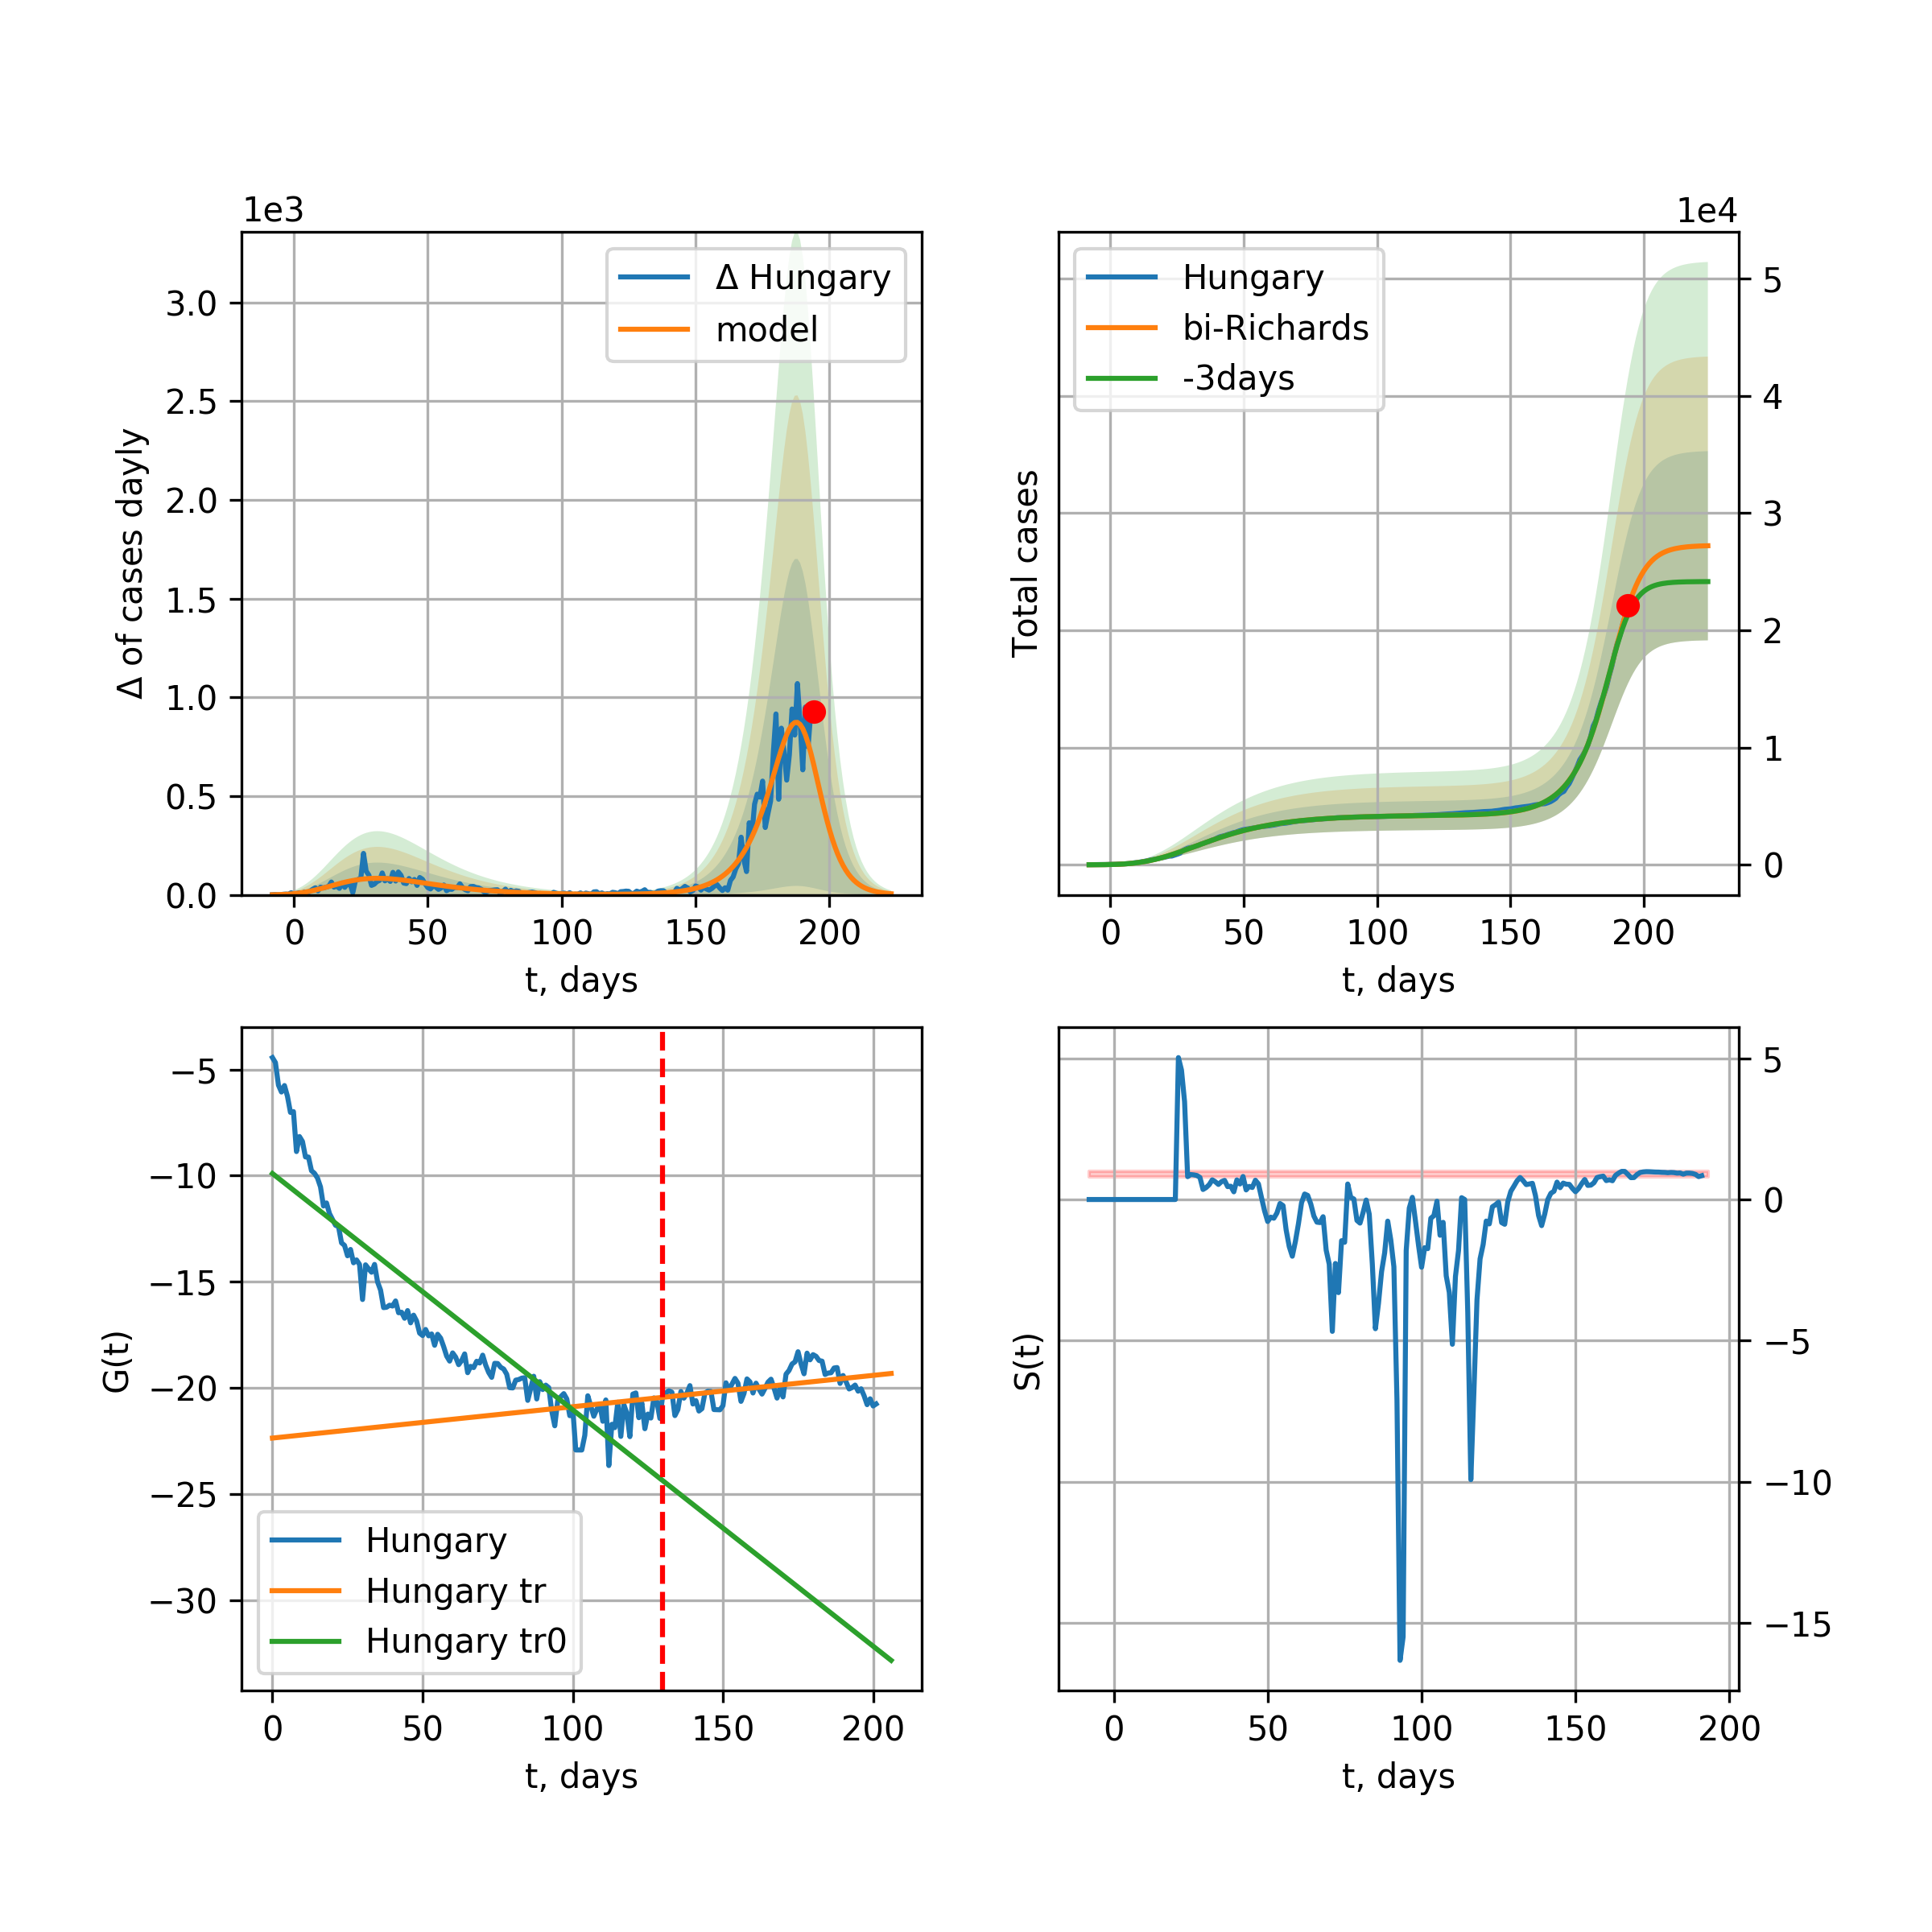 1e3
Δ Hungary
model
3.0
2.5
2.0
1.5
1.0
0.5
0.0
Δ of cases dayly
0 50 100 150 200
t, days
1e4
Hungary
bi-Richards
-3days
5
4
3
2
1
0
Total cases
0 50 100 150 200
t, days
−5
−10
−15
−20
−25
−30
G(t)
Hungary
Hungary tr
Hungary tr0
0 50 100 150 200
t, days
5
0
−5
−10
−15
S(t)
0 50 100 150 200
t, days